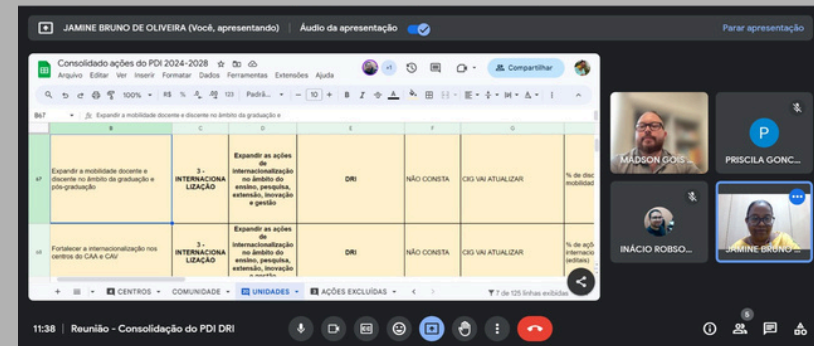 JAMINE BRUNO DE OLIVEIRA (Você, apresentando)
Áudio da apresentação
Parar apresentação
Consolidado ações do PDI 2024-2028
Arquivo Editar Ver Inserir Formatar Dados Ferramentas Extensões Ajuda
+1
Compartilhar
100% R$ % .0 .00 123 Padrã... − 10 + B I A
B67 fx Expandir a mobilidade docente e discente no âmbito da graduação e
B C D E F G
Expandir a mobilidade docente e
discente no âmbito da graduação e
pós-graduação
3 -
INTERNACIONA
LIZAÇÃO
Expandir as ações
de
internacionalização
no âmbito do
ensino, pesquisa,
extensão, inovação
e gestão
DRI
NÃO CONSTA
CIG VAI ATUALIZAR
% de disc
mobilidad
Fortalecer a internacionalização nos
centros do CAA e CAV
3 -
INTERNACIONA
LIZAÇÃO
Expandir as ações
de
internacionalização
no âmbito do
ensino, pesquisa,
extensão, inovação
DRI
NÃO CONSTA
CIG VAI ATUALIZAR
% de açõ
internacio
(editais)
CENTROS COMUNIDADE UNIDADES AÇÕES EXCLUÍDAS
7 de 125 linhas exibidas
MADSON GOIS ...
P
PRISCILA GONC...
INÁCIO ROBSO...
JAMINE BRUNO ...
11:38 | Reunião - Consolidação do PDI DRI
5